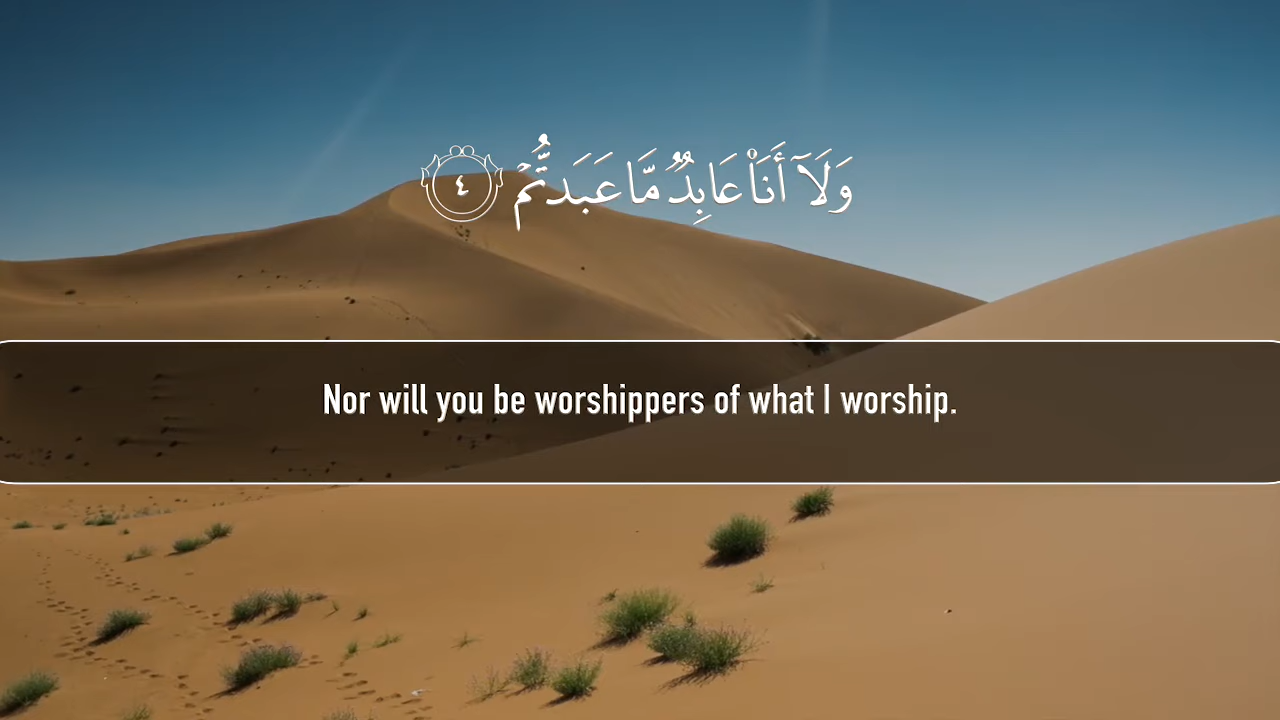 وَلَآ أَنَا۠ عَابِدٌۭ مَّا عَبَدتُّمْ ٤
Nor will you be worshippers of what I worship.